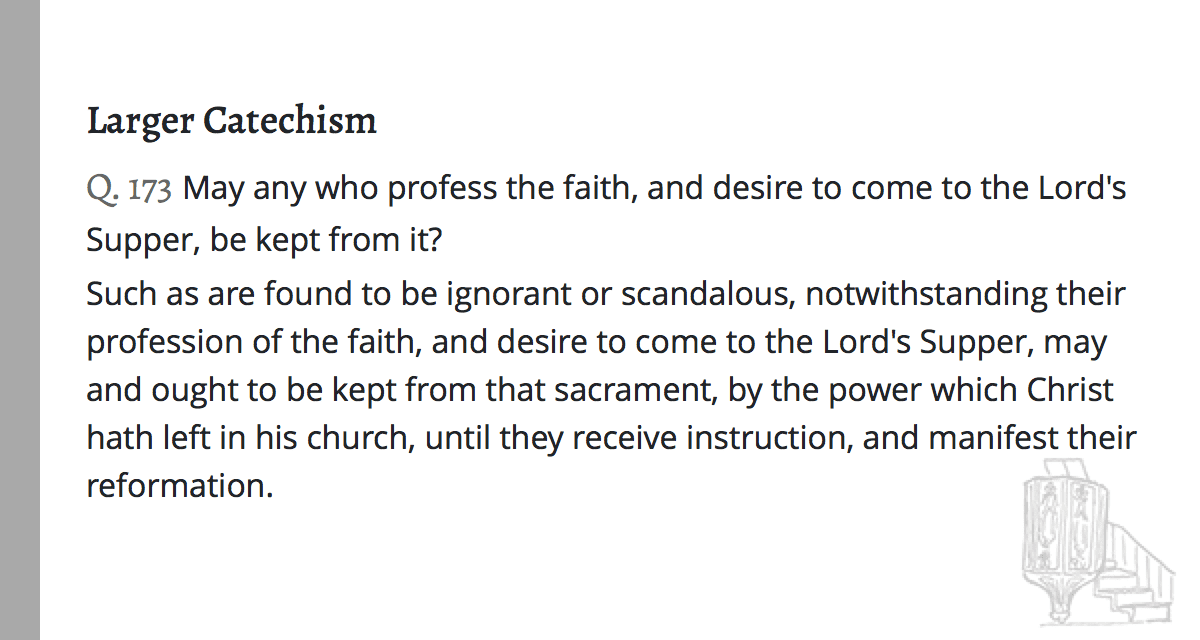 Larger Catechism
Q. 173 May any who profess the faith, and desire to come to the Lord's
Supper, be kept from it?
Such as are found to be ignorant or scandalous, notwithstanding their
profession of the faith, and desire to come to the Lord's Supper, may
and ought to be kept from that sacrament, by the power which Christ
hath left in his church, until they receive instruction, and manifest their
reformation.